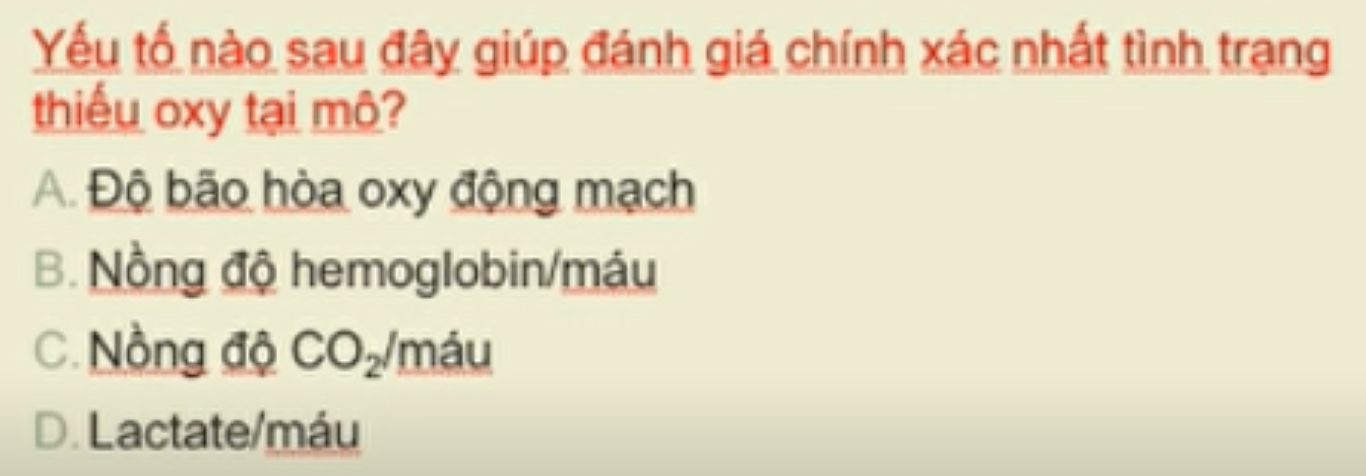 Yếu tố nào sau đây giúp đánh giá chính xác nhất tình trạng
thiếu oxy tại mô?
A. Độ bão hòa oxy động mạch
B. Nồng độ hemoglobin/máu
C. Nồng độ CO₂/máu
D. Lactate/máu